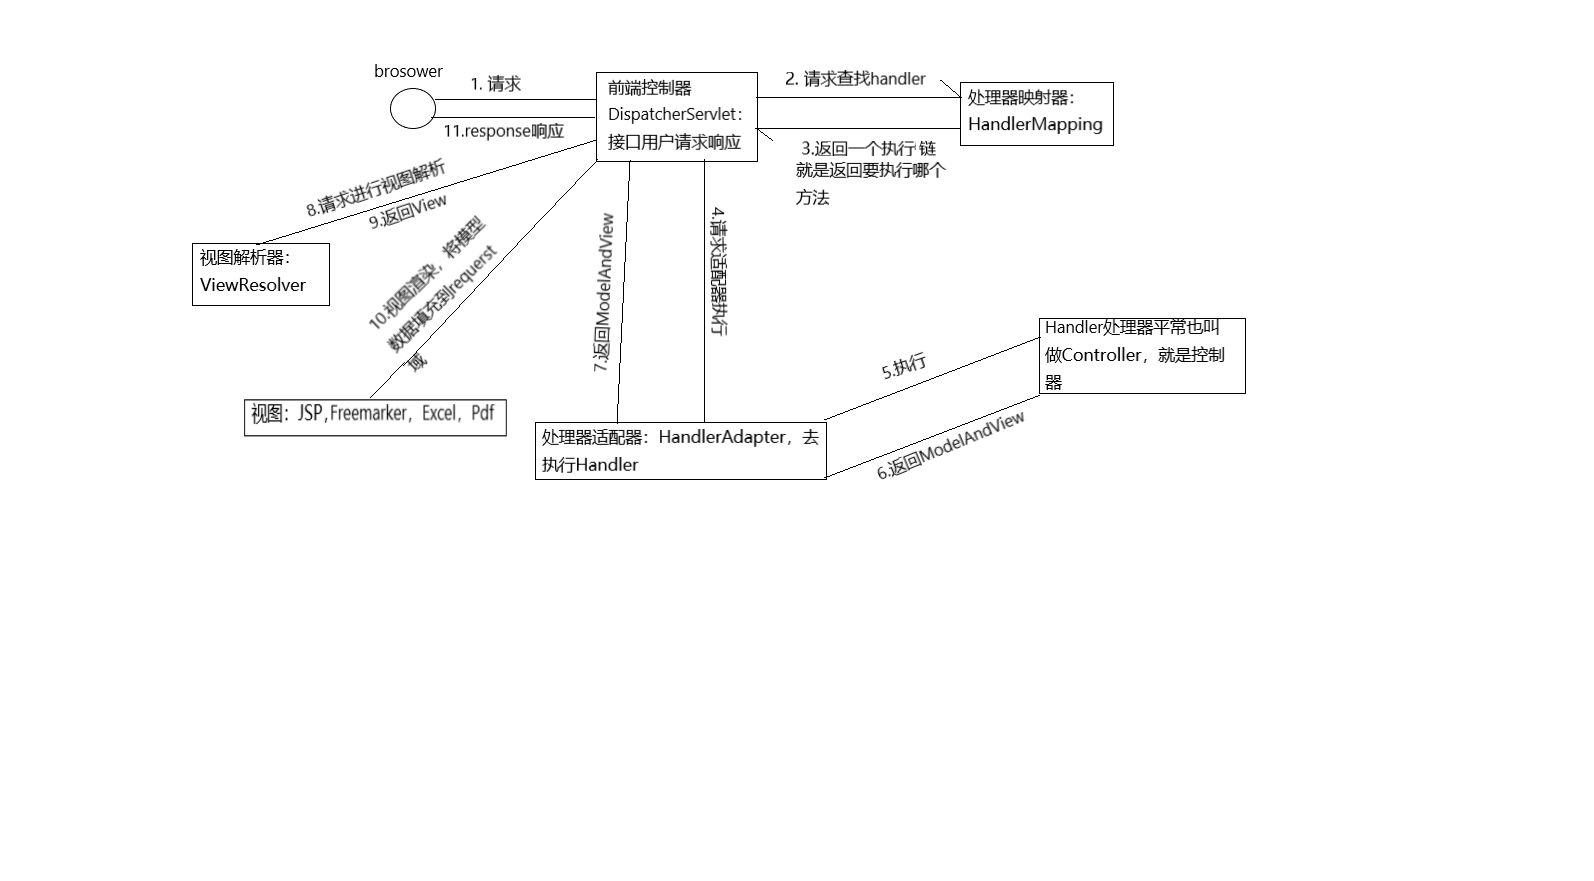 brosower
1. 请求
11.response响应
前端控制器
DispatcherServlet：
接口用户请求响应
2. 请求查找handler
处理器映射器：
HandlerMapping
3.返回一个执行链
就是返回要执行哪个
方法
8.请求进行视图解析
9.返回View
视图解析器：
ViewResolver
10.视图渲染，将模型
数据填充到requerst
域
视图：JSP,Freemarker，Excel，Pdf
7.返回ModelAndView
4.请求适配器执行
处理器适配器：HandlerAdapter，去
执行Handler
5.执行
6.返回ModelAndView
Handler处理器平常也叫
做Controller，就是控制
器